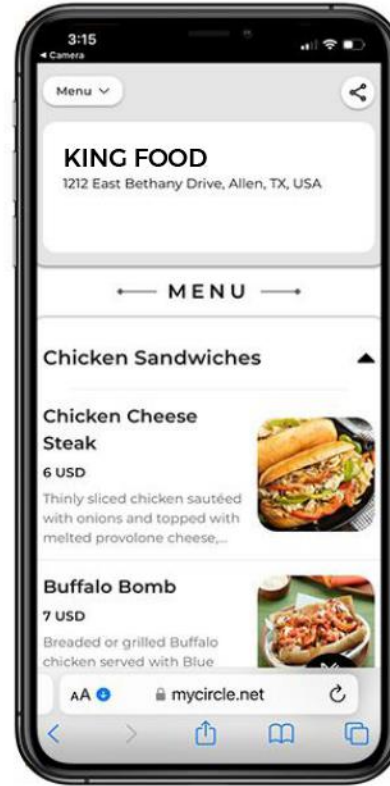 3:15
◂ Camera
Menu
KING FOOD
1212 East Bethany Drive, Allen, TX, USA
MENU
Chicken Sandwiches
Chicken Cheese
Steak
6 USD
Thinly sliced chicken sautéed
with onions and topped with
melted provolone cheese,...
Buffalo Bomb
7 USD
Breaded or grilled Buffalo
chicken served with Blue
AA
mycircle.net